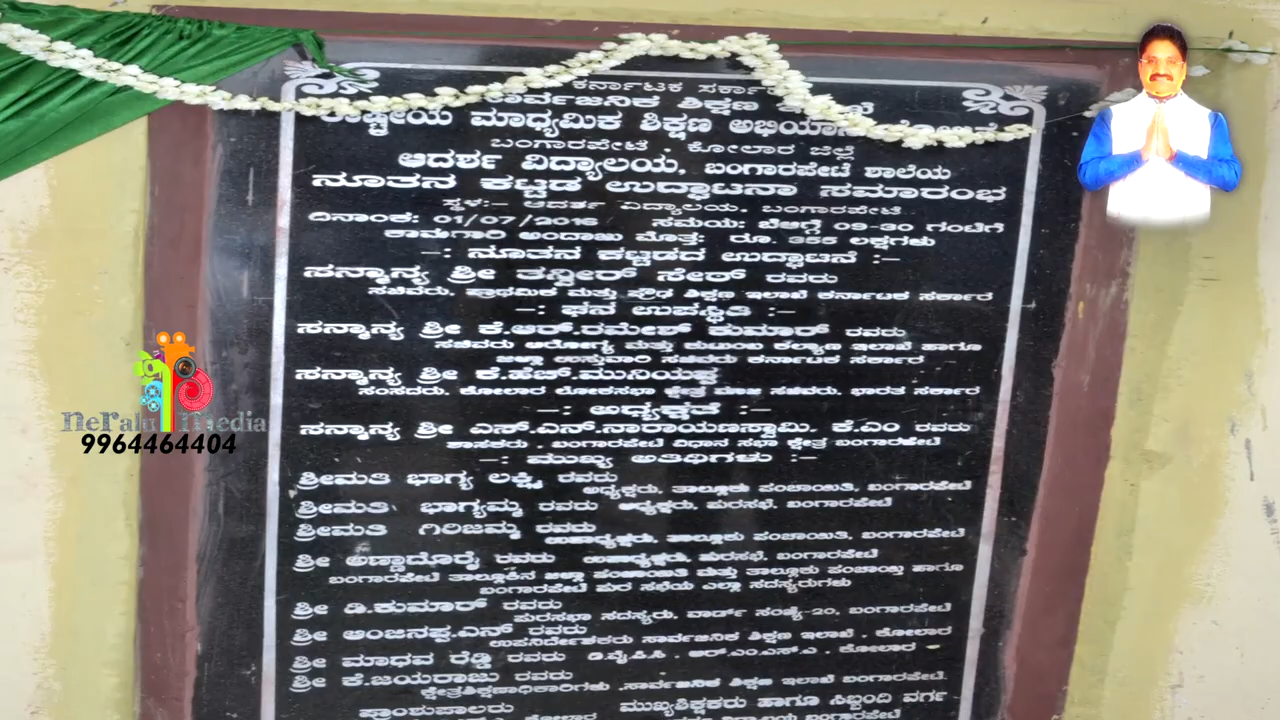 ಕರ್ನಾಟಕ ಸರ್ಕಾ
ಸಾರ್ವಜನಿಕ ಶಿಕ್ಷಣ
ರಾಷ್ಟ್ರೀಯ ಮಾಧ್ಯಮಿಕ ಶಿಕ್ಷಣ ಅಭಿಯಾನ
ಬಂಗಾರಪೇಟೆ . ಕೋಲಾರ ಜಿಲ್ಲೆ
ಆದರ್ಶ ವಿದ್ಯಾಲಯ, ಬಂಗಾರಪೇಟೆ ಶಾಲೆಯ
ನೂತನ ಕಟ್ಟಡ ಉದ್ಘಾಟನಾ ಸಮಾರಂಭ
ಸ್ಥಳ:- ಆದರ್ಶ ವಿದ್ಯಾಲಯ, ಬಂಗಾರಪೇಟೆ
ದಿನಾಂಕ: 01/07/2016 ಸಮಯ: ಬೆಳಗ್ಗೆ 09-30 ಗಂಟೆಗೆ
ಕಾಮಗಾರಿ ಅಂದಾಜು ಮೊತ್ತ: ರೂ. 355 ಲಕ್ಷಗಳು
-: ನೂತನ ಕಟ್ಟಡದ ಉದ್ಘಾಟನೆ :-
ಸನ್ಮಾನ್ಯ ಶ್ರೀ ತನ್ವೀರ್ ಸೇಠ್ ರವರು
ಸಚಿವರು, ಪ್ರಾಥಮಿಕ ಮತ್ತು ಪ್ರೌಢ ಶಿಕ್ಷಣ ಇಲಾಖೆ ಕರ್ನಾಟಕ ಸರ್ಕಾರ
-: ಘನ ಉಪಸ್ಥಿತಿ :-
ಸನ್ಮಾನ್ಯ ಶ್ರೀ ಕೆ.ಆರ್.ರಮೇಶ್ ಕುಮಾರ್ ರವರು
ಸಚಿವರು ಆರೋಗ್ಯ ಮತ್ತು ಕುಟುಂಬ ಕಲ್ಯಾಣ ಇಲಾಖೆ ಹಾಗೂ
ಜಿಲ್ಲಾ ಉಸ್ತುವಾರಿ ಸಚಿವರು ಕರ್ನಾಟಕ ಸರ್ಕಾರ
ಸನ್ಮಾನ್ಯ ಶ್ರೀ ಕೆ.ಹೆಚ್.ಮುನಿಯಪ್ಪ
ಸಂಸದರು, ಕೋಲಾರ ಲೋಕಸಭಾ ಕ್ಷೇತ್ರ ಮಾಜಿ ಸಚಿವರು, ಭಾರತ ಸರ್ಕಾರ
-: ಅಧ್ಯಕ್ಷತೆ :-
ಸನ್ಮಾನ್ಯ ಶ್ರೀ ಎಸ್.ಎನ್.ನಾರಾಯಣಸ್ವಾಮಿ. ಕೆ.ಎಂ ರವರು
ಶಾಸಕರು . ಬಂಗಾರಪೇಟೆ ವಿಧಾನ ಸಭಾ ಕ್ಷೇತ್ರ ಬಂಗಾರಪೇಟೆ
-: ಮುಖ್ಯ ಅತಿಥಿಗಳು :-
ಶ್ರೀಮತಿ ಭಾಗ್ಯ ಲಕ್ಷ್ಮಿ ರವರು
ಅಧ್ಯಕ್ಷರು, ತಾಲ್ಲೂಕು ಪಂಚಾಯಿತಿ, ಬಂಗಾರಪೇಟೆ
ಶ್ರೀಮತಿ ಭಾಗ್ಯಮ್ಮ ರವರು ಅಧ್ಯಕ್ಷರು, ಪುರಸಭೆ, ಬಂಗಾರಪೇಟೆ
ಶ್ರೀಮತಿ ಗಿರಿಜಮ್ಮ ರವರು
ಉಪಾಧ್ಯಕ್ಷರು, ತಾಲ್ಲೂಕು ಪಂಚಾಯಿತಿ, ಬಂಗಾರಪೇಟೆ
ಶ್ರೀ ಅಣ್ಣಾದೊರೈ ರವರು ಉಪಾಧ್ಯಕ್ಷರು, ಪುರಸಭೆ, ಬಂಗಾರಪೇಟೆ
ಬಂಗಾರಪೇಟೆ ತಾಲ್ಲೂಕಿನ ಜಿಲ್ಲಾ ಪಂಚಾಯಿತಿ ಮತ್ತು ತಾಲ್ಲೂಕು ಪಂಚಾಯ್ತಿ ಹಾಗೂ
ಬಂಗಾರಪೇಟೆ ಪುರ ಸಭೆಯ ಎಲ್ಲಾ ಸದಸ್ಯರುಗಳು
ಶ್ರೀ ಡಿ.ಕುಮಾರ್ ರವರು
ಪುರಸಭಾ ಸದಸ್ಯರು, ವಾರ್ಡ್ ಸಂಖ್ಯೆ-20, ಬಂಗಾರಪೇಟೆ
ಶ್ರೀ ಆಂಜಿನಪ್ಪ.ಎನ್ ರವರು
ಉಪನಿರ್ದೇಶಕರು ಸಾರ್ವಜನಿಕ ಶಿಕ್ಷಣ ಇಲಾಖೆ . ಕೋಲಾರ
ಶ್ರೀ ಮಾಧವ ರೆಡ್ಡಿ ರವರು ಡಿ.ವೈ.ಪಿ.ಸಿ . ಆರ್.ಎಂ.ಎಸ್.ಎ . ಕೋಲಾರ
ಶ್ರೀ ಕೆ.ಜಯರಾಜು ರವರು
ಕ್ಷೇತ್ರಶಿಕ್ಷಣಾಧಿಕಾರಿಗಳು .ಸಾರ್ವಜನಿಕ ಶಿಕ್ಷಣ ಇಲಾಖೆ ಬಂಗಾರಪೇಟೆ.
ಪ್ರಾಂಶುಪಾಲರು ಮುಖ್ಯಶಿಕ್ಷಕರು ಹಾಗೂ ಸಿಬ್ಬಂದಿ ವರ್ಗ
ಕೋಲಾರ ವಿದ್ಯಾಲಯ ಬಂಗಾರಪೇಟೆ
Neralu Media
9964464404